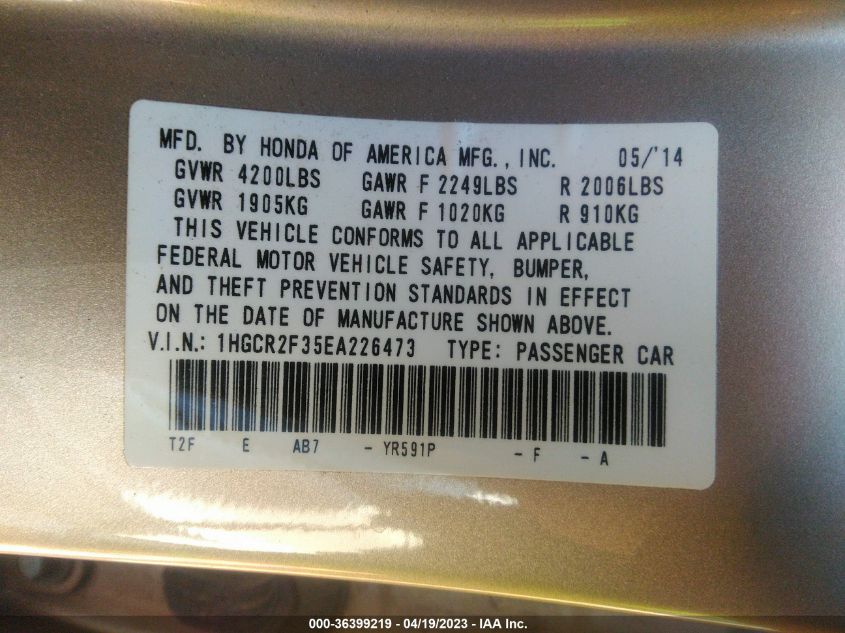 MFD. BY HONDA OF AMERICA MFG., INC. 05/'14
GVWR 4200LBS GAWR F 2249LBS R 2006LBS
GVWR 1905KG GAWR F 1020KG R 910KG
THIS VEHICLE CONFORMS TO ALL APPLICABLE
FEDERAL MOTOR VEHICLE SAFETY, BUMPER,
AND THEFT PREVENTION STANDARDS IN EFFECT
ON THE DATE OF MANUFACTURE SHOWN ABOVE.
V.I.N.: 1HGCR2F35EA226473 TYPE: PASSENGER CAR
T2F E AB7 - YR591P - F - A
000-36399219 - 04/19/2023 - IAA Inc.